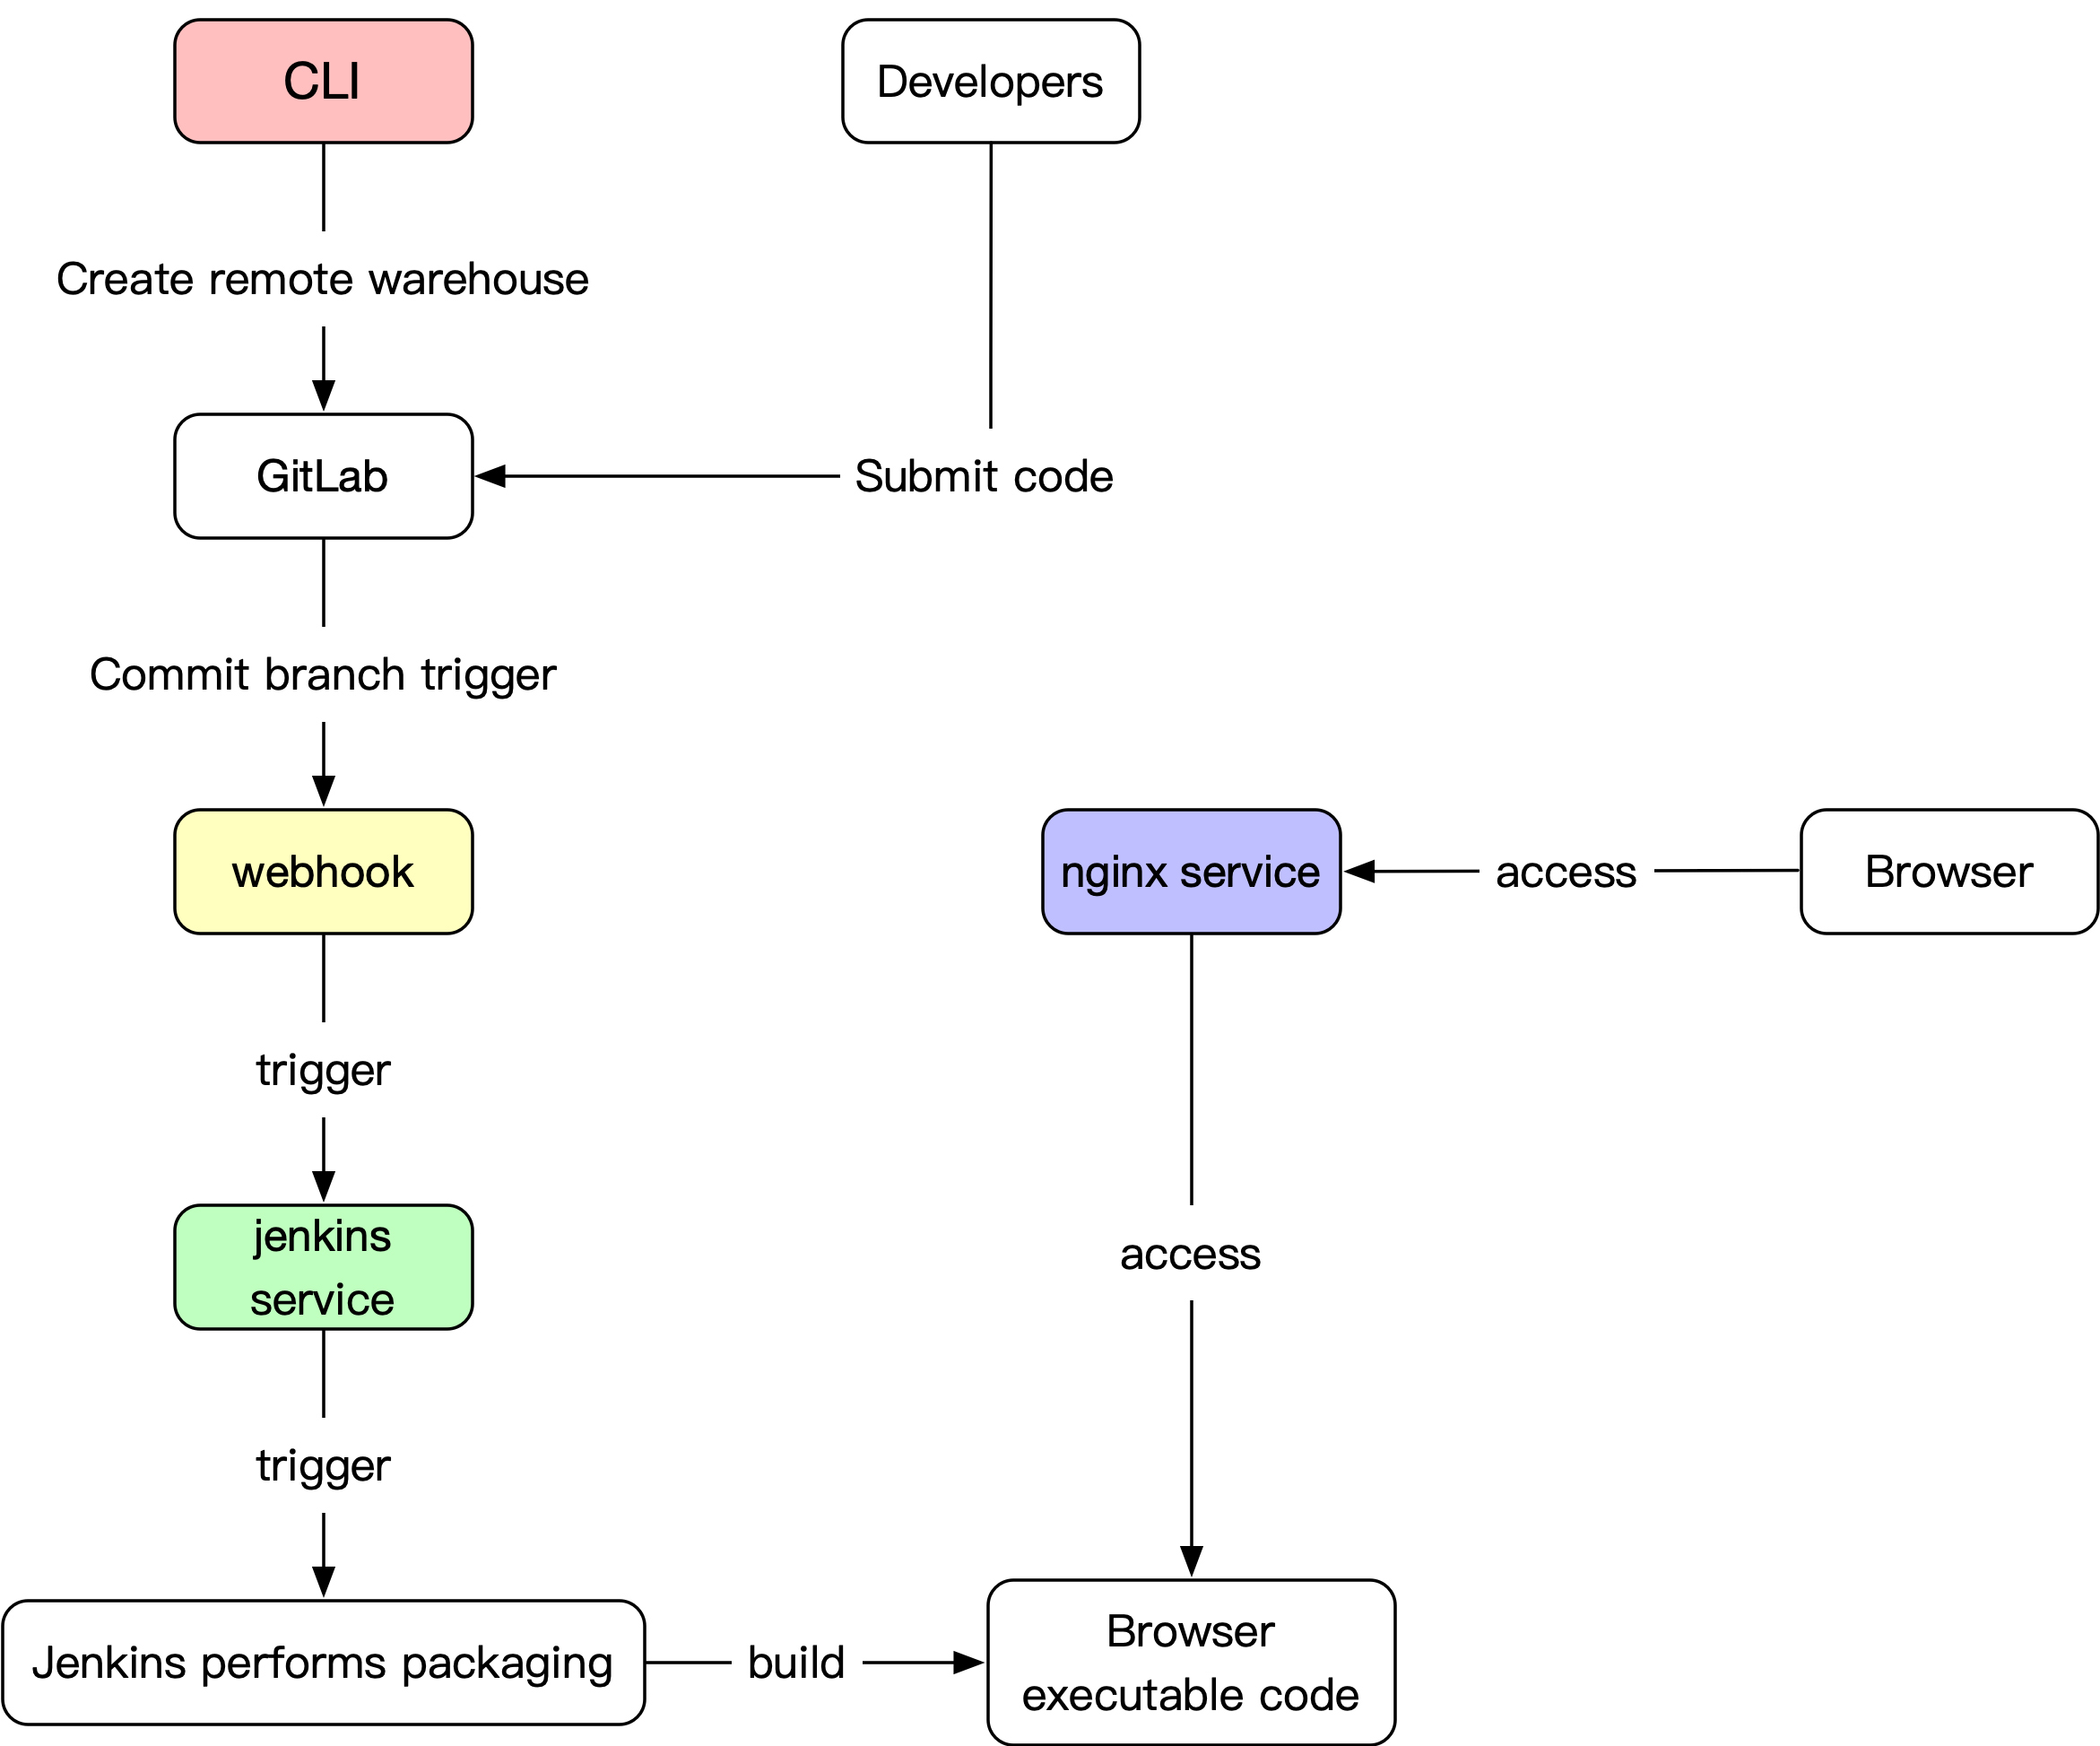 CLI
Developers
Create remote warehouse
GitLab
Submit code
Commit branch trigger
webhook
nginx service
access
Browser
trigger
jenkins
service
access
trigger
Jenkins performs packaging
build
Browser
executable code